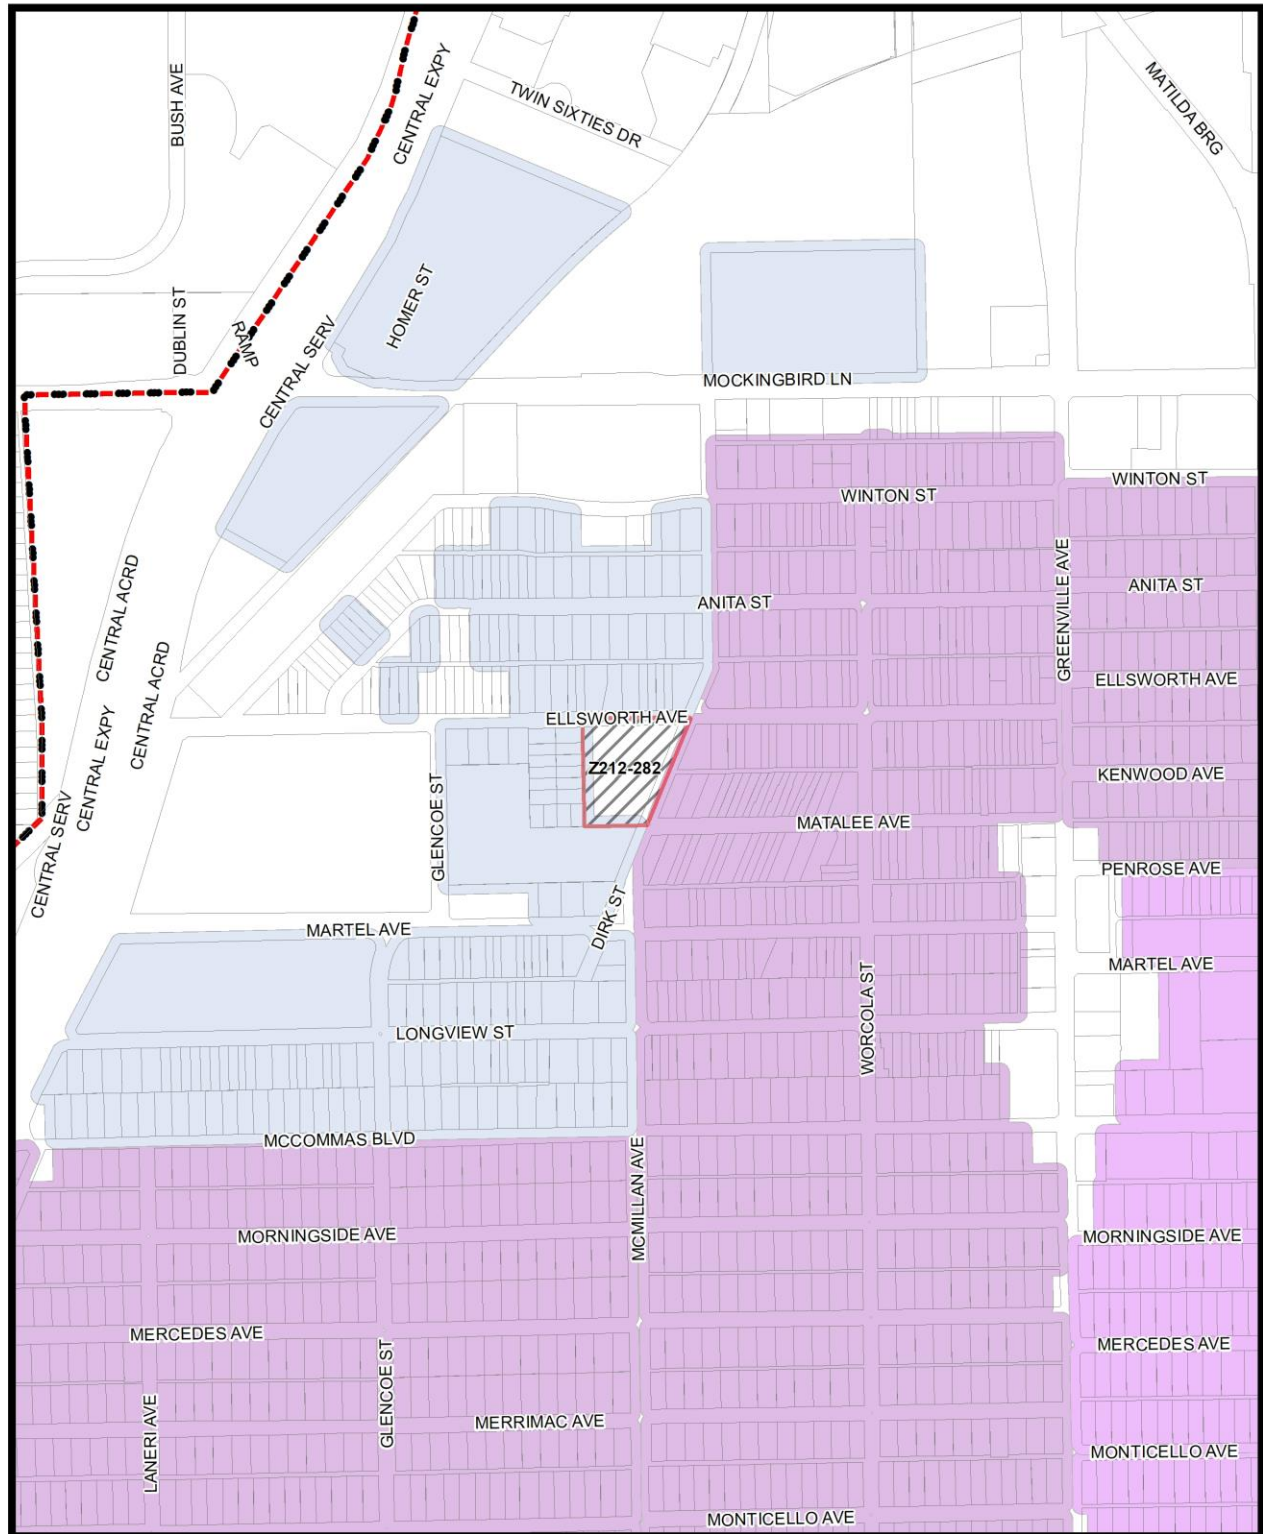 BUSH AVE
CENTRAL EXPY
TWIN SIXTIES DR
MATILDA BRG
DUBLIN ST
RAMP
CENTRAL SERV
HOMER ST
MOCKINGBIRD LN
WINTON ST
WINTON ST
GREENVILLE AVE
ANITA ST
ANITA ST
CENTRAL ACRD
CENTRAL ACRD
CENTRAL EXPY
CENTRAL SERV
ELLSWORTH AVE
ELLSWORTH AVE
Z212-282
GLENCOE ST
KENWOOD AVE
MATALEE AVE
PENROSE AVE
DIRK ST
MARTEL AVE
MARTEL AVE
WORCOLA ST
LONGVIEW ST
MCCOMMAS BLVD
MCMILLAN AVE
MORNINGSIDE AVE
MORNINGSIDE AVE
MERCEDES AVE
MERCEDES AVE
LANERI AVE
GLENCOE ST
MERRIMAC AVE
MONTICELLO AVE
MONTICELLO AVE